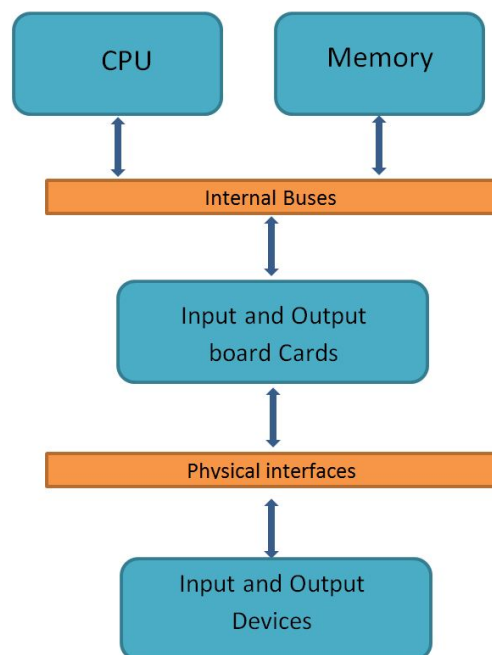 CPU
Memory
Internal Buses
Input and Output
board Cards
Physical interfaces
Input and Output
Devices